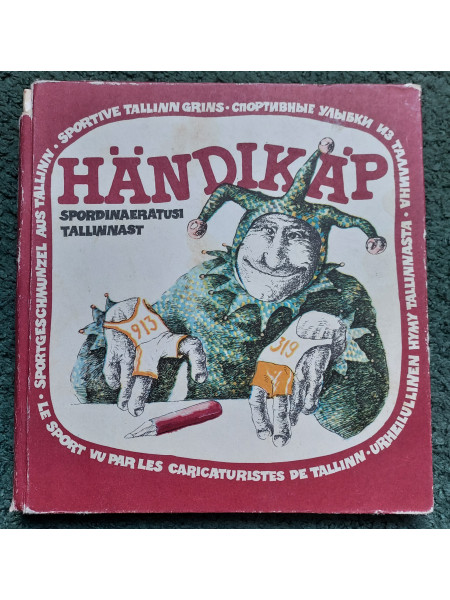 HÄNDIKÄP
SPORDINAERATUSI
TALLINNAST
SPORTIVE TALLINN GRINS · СПОРТИВНЫЕ УЛЫБКИ ИЗ ТАЛЛИНА · URHEILULLINEN HYMY TALLINNASTA · LE SPORT VU PAR LES CARICATURISTES DE TALLINN · SPORTGESCHMUNZEL AUS TALLINN ·
913
319